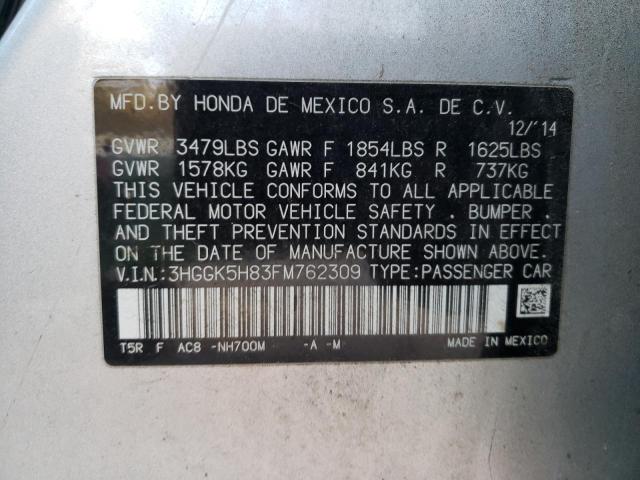 MFD.BY HONDA DE MEXICO S.A. DE C.V.
12/'14
GVWR 3479LBS GAWR F 1854LBS R 1625LBS
GVWR 1578KG GAWR F 841KG R 737KG
THIS VEHICLE CONFORMS TO ALL APPLICABLE
FEDERAL MOTOR VEHICLE SAFETY . BUMPER .
AND THEFT PREVENTION STANDARDS IN EFFECT
ON THE DATE OF MANUFACTURE SHOWN ABOVE.
V.I.N.:3HGGK5H83FM762309 TYPE:PASSENGER CAR
T5R F AC8 -NH700M -A -M MADE IN MEXICO